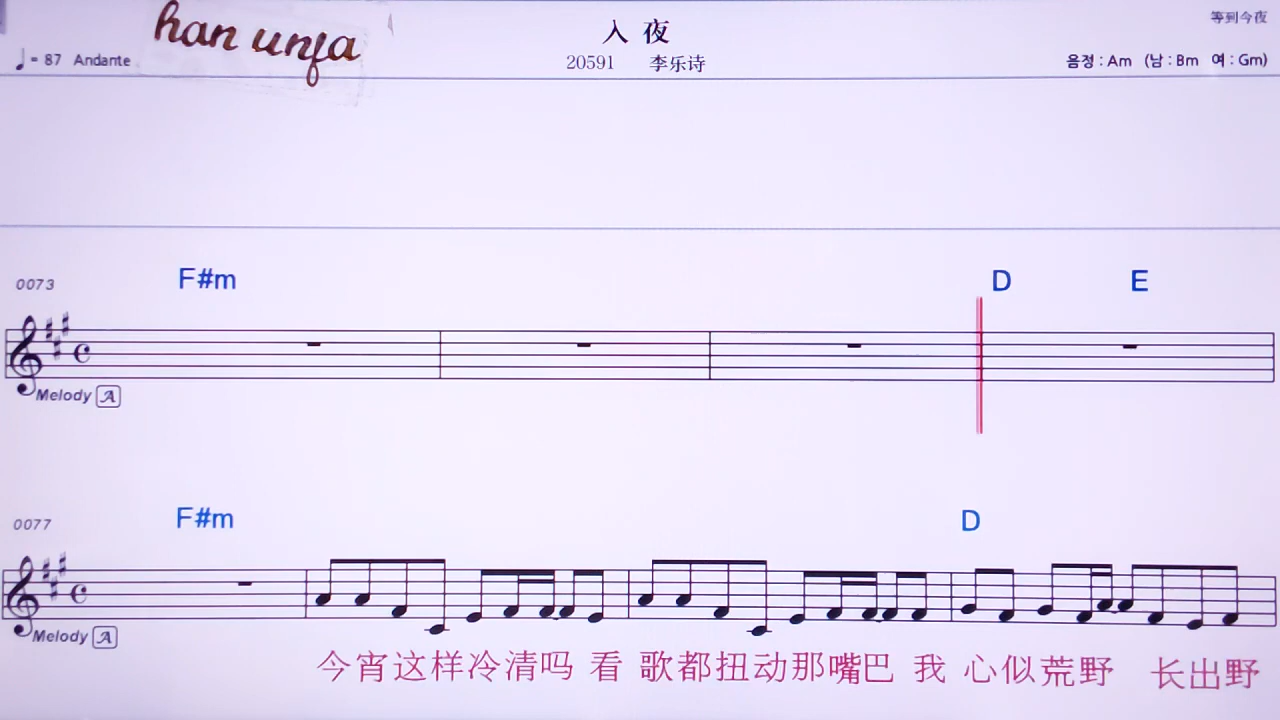 han unfa
入 夜
等到今夜
♩= 87 Andante
20591 李乐诗
음정 : Am (남 : Bm 여 : Gm)
0073 F#m D E
Melody A
0077 F#m D
Melody A
今宵这样冷清吗 看 歌都扭动那嘴巴 我 心似荒野 长出野